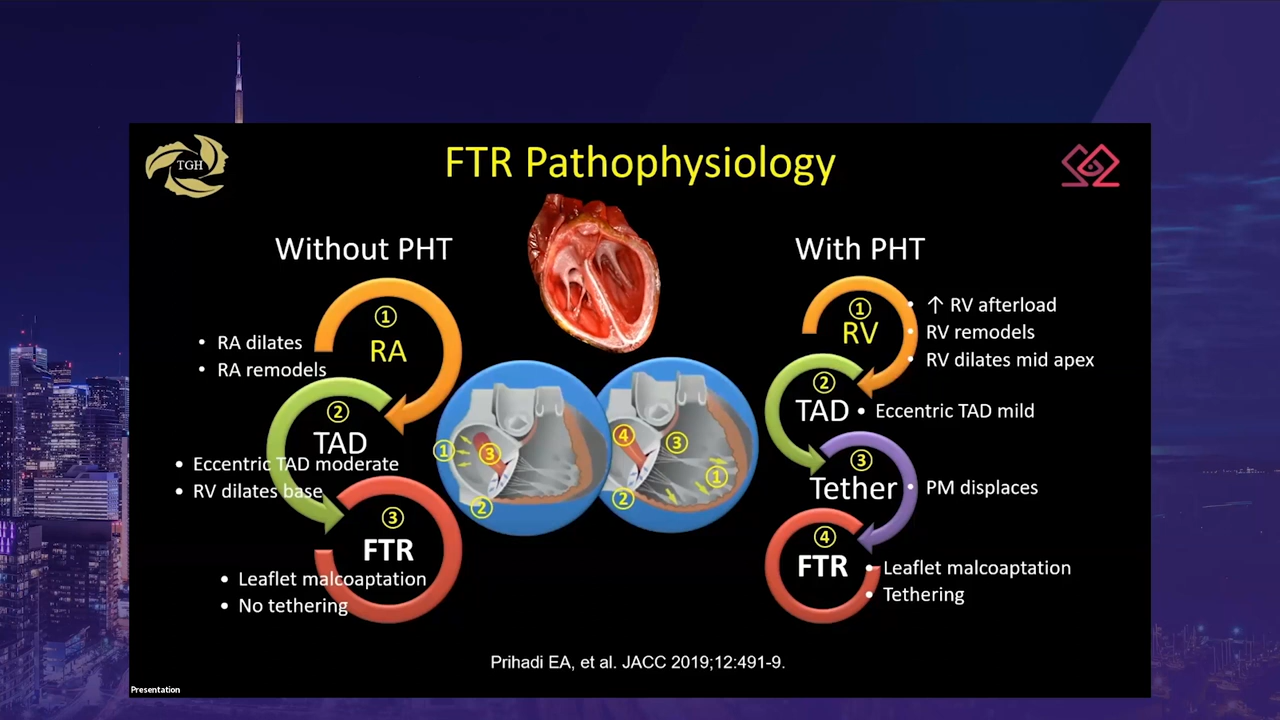 TGH
FTR Pathophysiology
Without PHT
① RA
• RA dilates
• RA remodels
② TAD
• Eccentric TAD moderate
• RV dilates base
③ FTR
• Leaflet malcoaptation
• No tethering
① ③ ②
④ ③ ① ②
With PHT
① RV
• ↑ RV afterload
• RV remodels
• RV dilates mid apex
② TAD
• Eccentric TAD mild
③ Tether
• PM displaces
④ FTR
• Leaflet malcoaptation
• Tethering
Prihadi EA, et al. JACC 2019;12:491-9.
Presentation